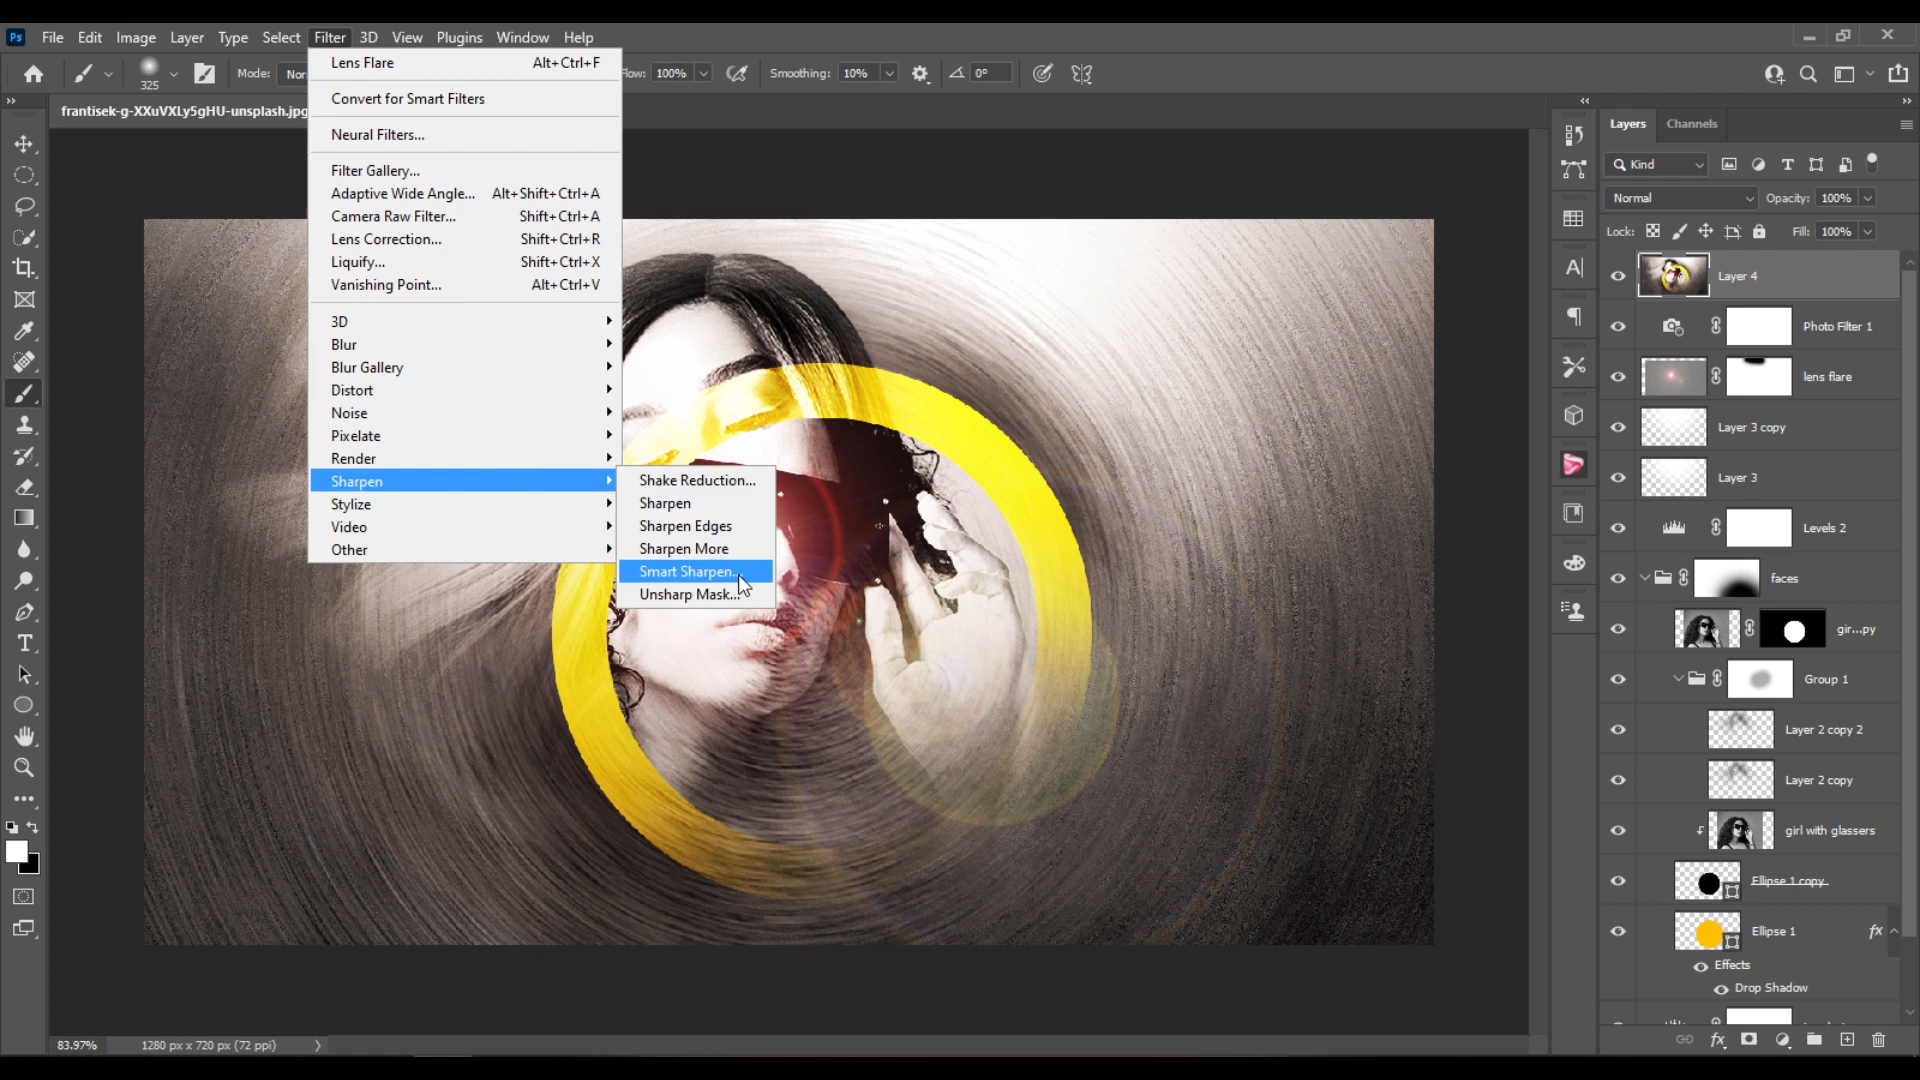 Ps File Edit Image Layer Type Select Filter 3D View Plugins Window Help
325 Mode: Flow: 100% Smoothing: 10% 0°
frantisek-g-XXuVXLy5gHU-unsplash.jpg
Lens Flare Alt+Ctrl+F
Convert for Smart Filters
Neural Filters...
Filter Gallery...
Adaptive Wide Angle... Alt+Shift+Ctrl+A
Camera Raw Filter... Shift+Ctrl+A
Lens Correction... Shift+Ctrl+R
Liquify... Shift+Ctrl+X
Vanishing Point... Alt+Ctrl+V
3D
Blur
Blur Gallery
Distort
Noise
Pixelate
Render
Sharpen
Stylize
Video
Other
Shake Reduction...
Sharpen
Sharpen Edges
Sharpen More
Smart Sharpen...
Unsharp Mask...
Layers Channels
Kind
Normal Opacity: 100%
Lock: Fill: 100%
Layer 4
Photo Filter 1
lens flare
Layer 3 copy
Layer 3
Levels 2
faces
gir...py
Group 1
Layer 2 copy 2
Layer 2 copy
girl with glassers
Ellipse 1 copy
Ellipse 1 fx
Effects
Drop Shadow
fx
83.97% 1280 px x 720 px (72 ppi)